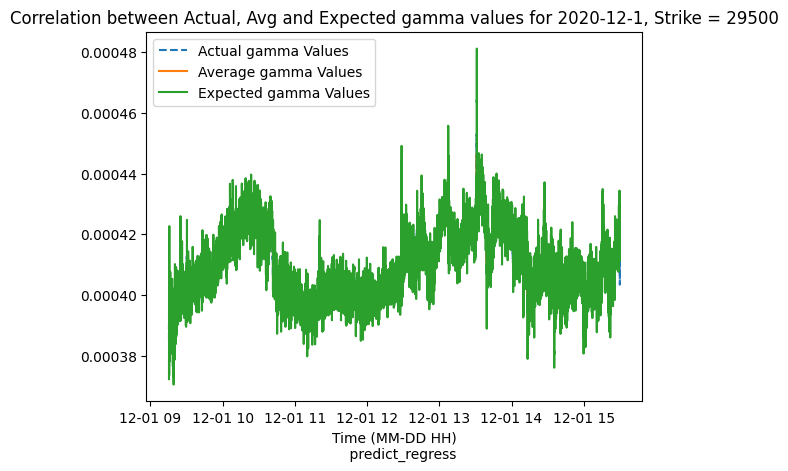 Correlation between Actual, Avg and Expected gamma values for 2020-12-1, Strike = 29500
Actual gamma Values
Average gamma Values
Expected gamma Values
0.00048
0.00046
0.00044
0.00042
0.00040
0.00038
12-01 09 12-01 10 12-01 11 12-01 12 12-01 13 12-01 14 12-01 15
Time (MM-DD HH)
predict_regress